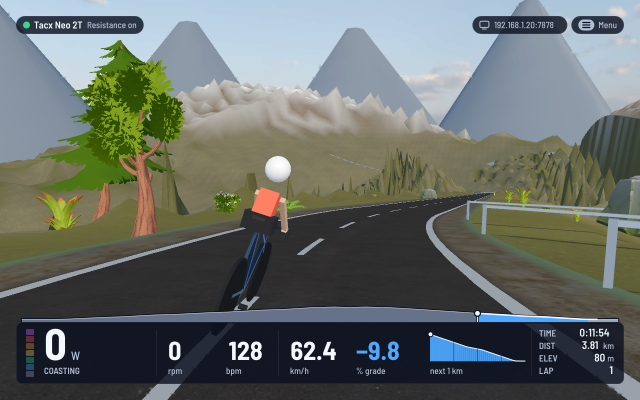 Tacx Neo 2T Resistance on
192.168.1.20:7878
Menu
0 W
COASTING
0
rpm
128
bpm
62.4
km/h
–9.8
% grade
next 1 km
TIME 0:11:54
DIST 3.81 km
ELEV 80 m
LAP 1